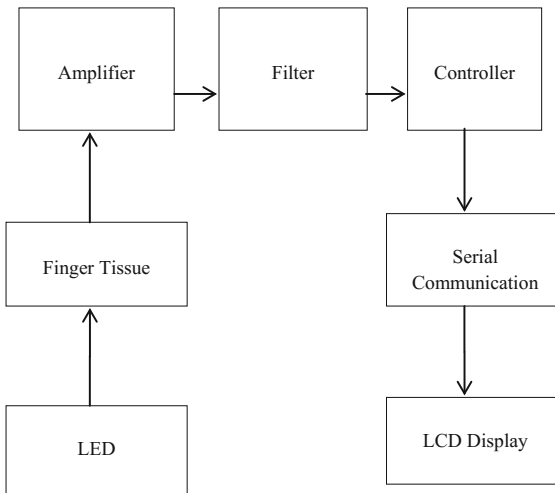 Amplifier
Filter
Controller
Finger Tissue
Serial
Communication
LED
LCD Display